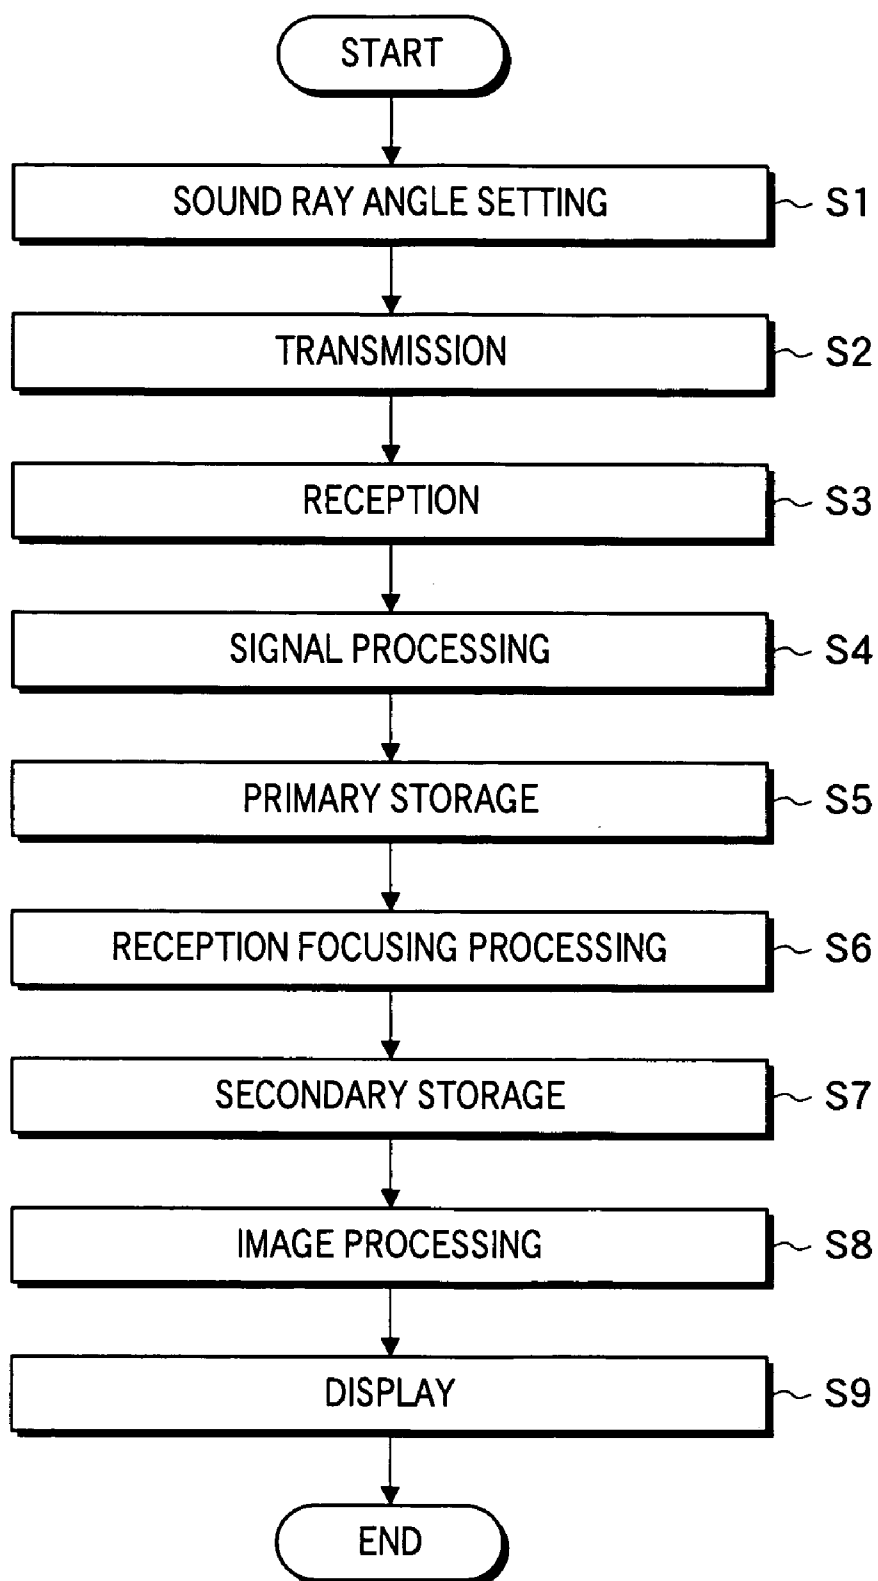 START
SOUND RAY ANGLE SETTING
S1
TRANSMISSION
S2
RECEPTION
S3
SIGNAL PROCESSING
S4
PRIMARY STORAGE
S5
RECEPTION FOCUSING PROCESSING
S6
SECONDARY STORAGE
S7
IMAGE PROCESSING
S8
DISPLAY
S9
END